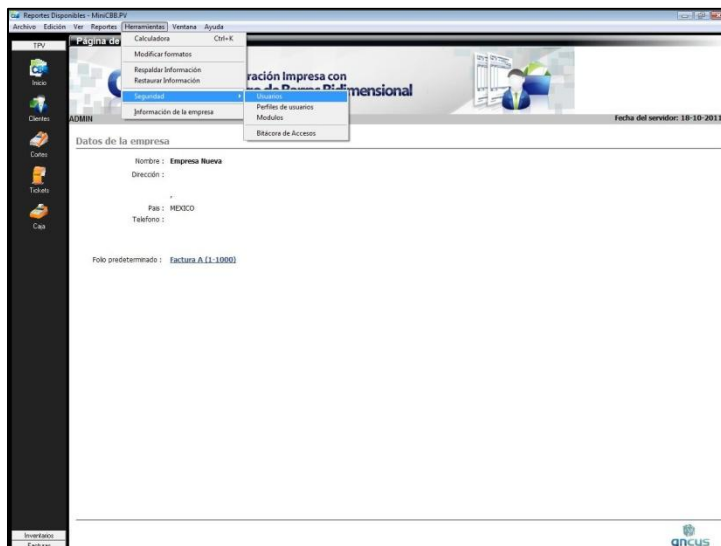 Reportes Disponibles - MiniCBB.PV
Archivo Edición Ver Reportes Herramientas Ventana Ayuda
TPV
Inicio
Clientes
Cortes
Tickets
Caja
Inventarios
Facturas
Página de
Calculadora Ctrl+K
Modificar formatos
Respaldar Información
Restaurar Información
Seguridad
Información de la empresa
Usuarios
Perfiles de usuarios
Modulos
Bitácora de Accesos
ración Impresa con
Bidimensional
ADMIN
Fecha del servidor: 18-10-2011
Datos de la empresa
Nombre : Empresa Nueva
Dirección :
,
Pais : MEXICO
Telefono :
Folio predeterminado : Factura A (1-1000)
ancus